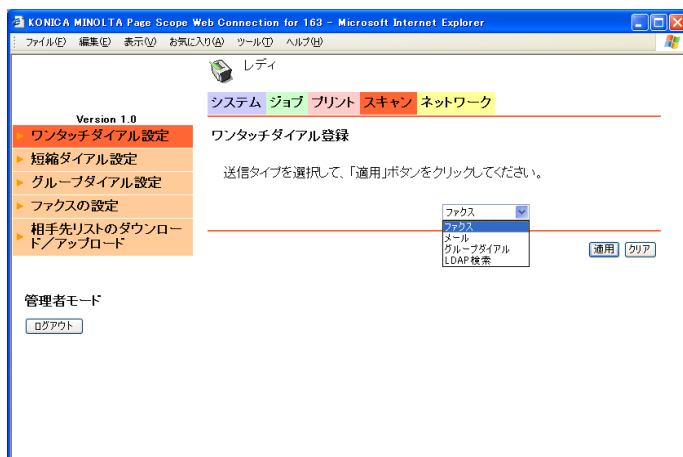 KONICA MINOLTA Page Scope Web Connection for 163 - Microsoft Internet Explorer
ファイル(F) 編集(E) 表示(V) お気に入り(A) ツール(T) ヘルプ(H)
レディ
システム ジョブ プリント スキャン ネットワーク
Version 1.0
ワンタッチダイアル設定
短縮ダイアル設定
グループダイアル設定
ファクスの設定
相手先リストのダウンロー
ド/アップロード
管理者モード
ログアウト
ワンタッチダイアル登録
送信タイプを選択して、「適用」ボタンをクリックしてください。
ファクス
ファクス
メール
グループダイアル
LDAP検索
適用 クリア